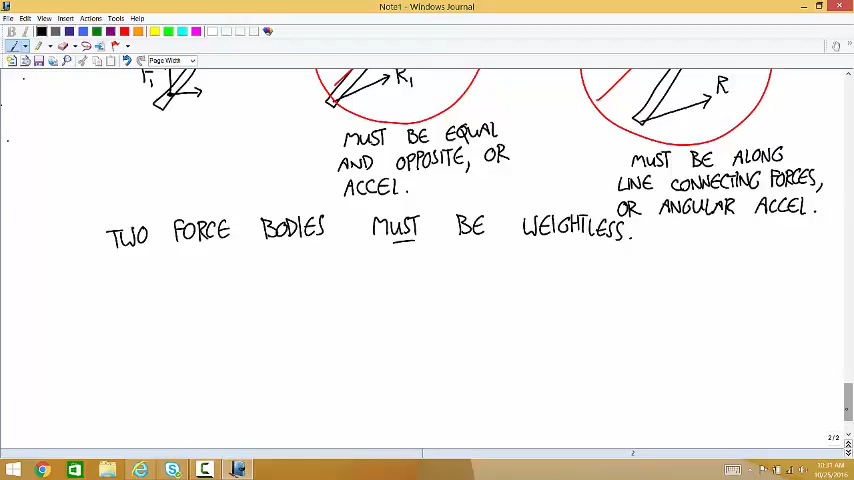 Note1 - Windows Journal
File Edit View Insert Actions Tools Help
Page Width
F₁
R₁
R
MUST BE EQUAL
AND OPPOSITE, OR
ACCEL.
MUST BE ALONG
LINE CONNECTING FORCES,
OR ANGULAR ACCEL.
TWO FORCE BODIES MUST BE WEIGHTLESS.
2/2
2
10:31 AM
10/25/2016